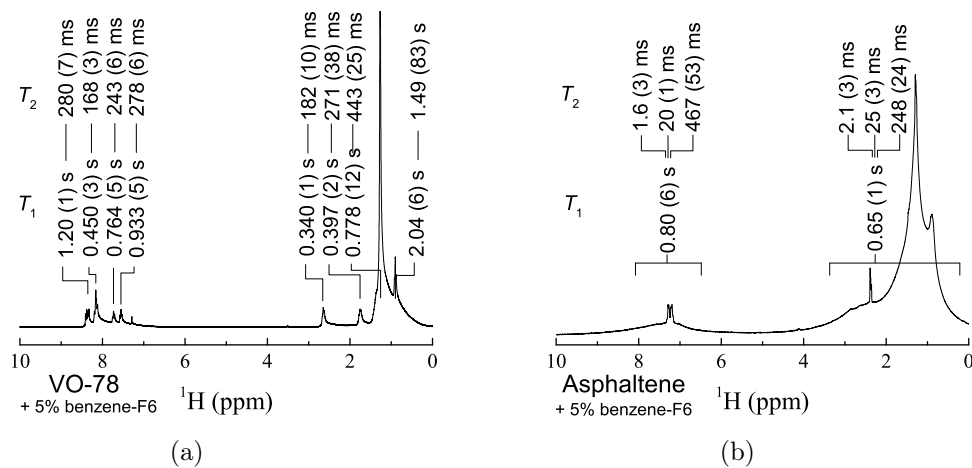 T2
280 (7) ms
168 (3) ms
243 (6) ms
278 (6) ms
182 (10) ms
271 (38) ms
443 (25) ms
1.49 (83) s
T1
1.20 (1) s
0.450 (3) s
0.764 (5) s
0.933 (5) s
0.340 (1) s
0.397 (2) s
0.778 (12) s
2.04 (6) s
10 8 6 4 2 0
VO-78
+ 5% benzene-F6
¹H (ppm)
(a)
T2
1.6 (3) ms
20 (1) ms
467 (53) ms
2.1 (3) ms
25 (3) ms
248 (24) ms
T1
0.80 (6) s
0.65 (1) s
10 8 6 4 2 0
Asphaltene
+ 5% benzene-F6
¹H (ppm)
(b)